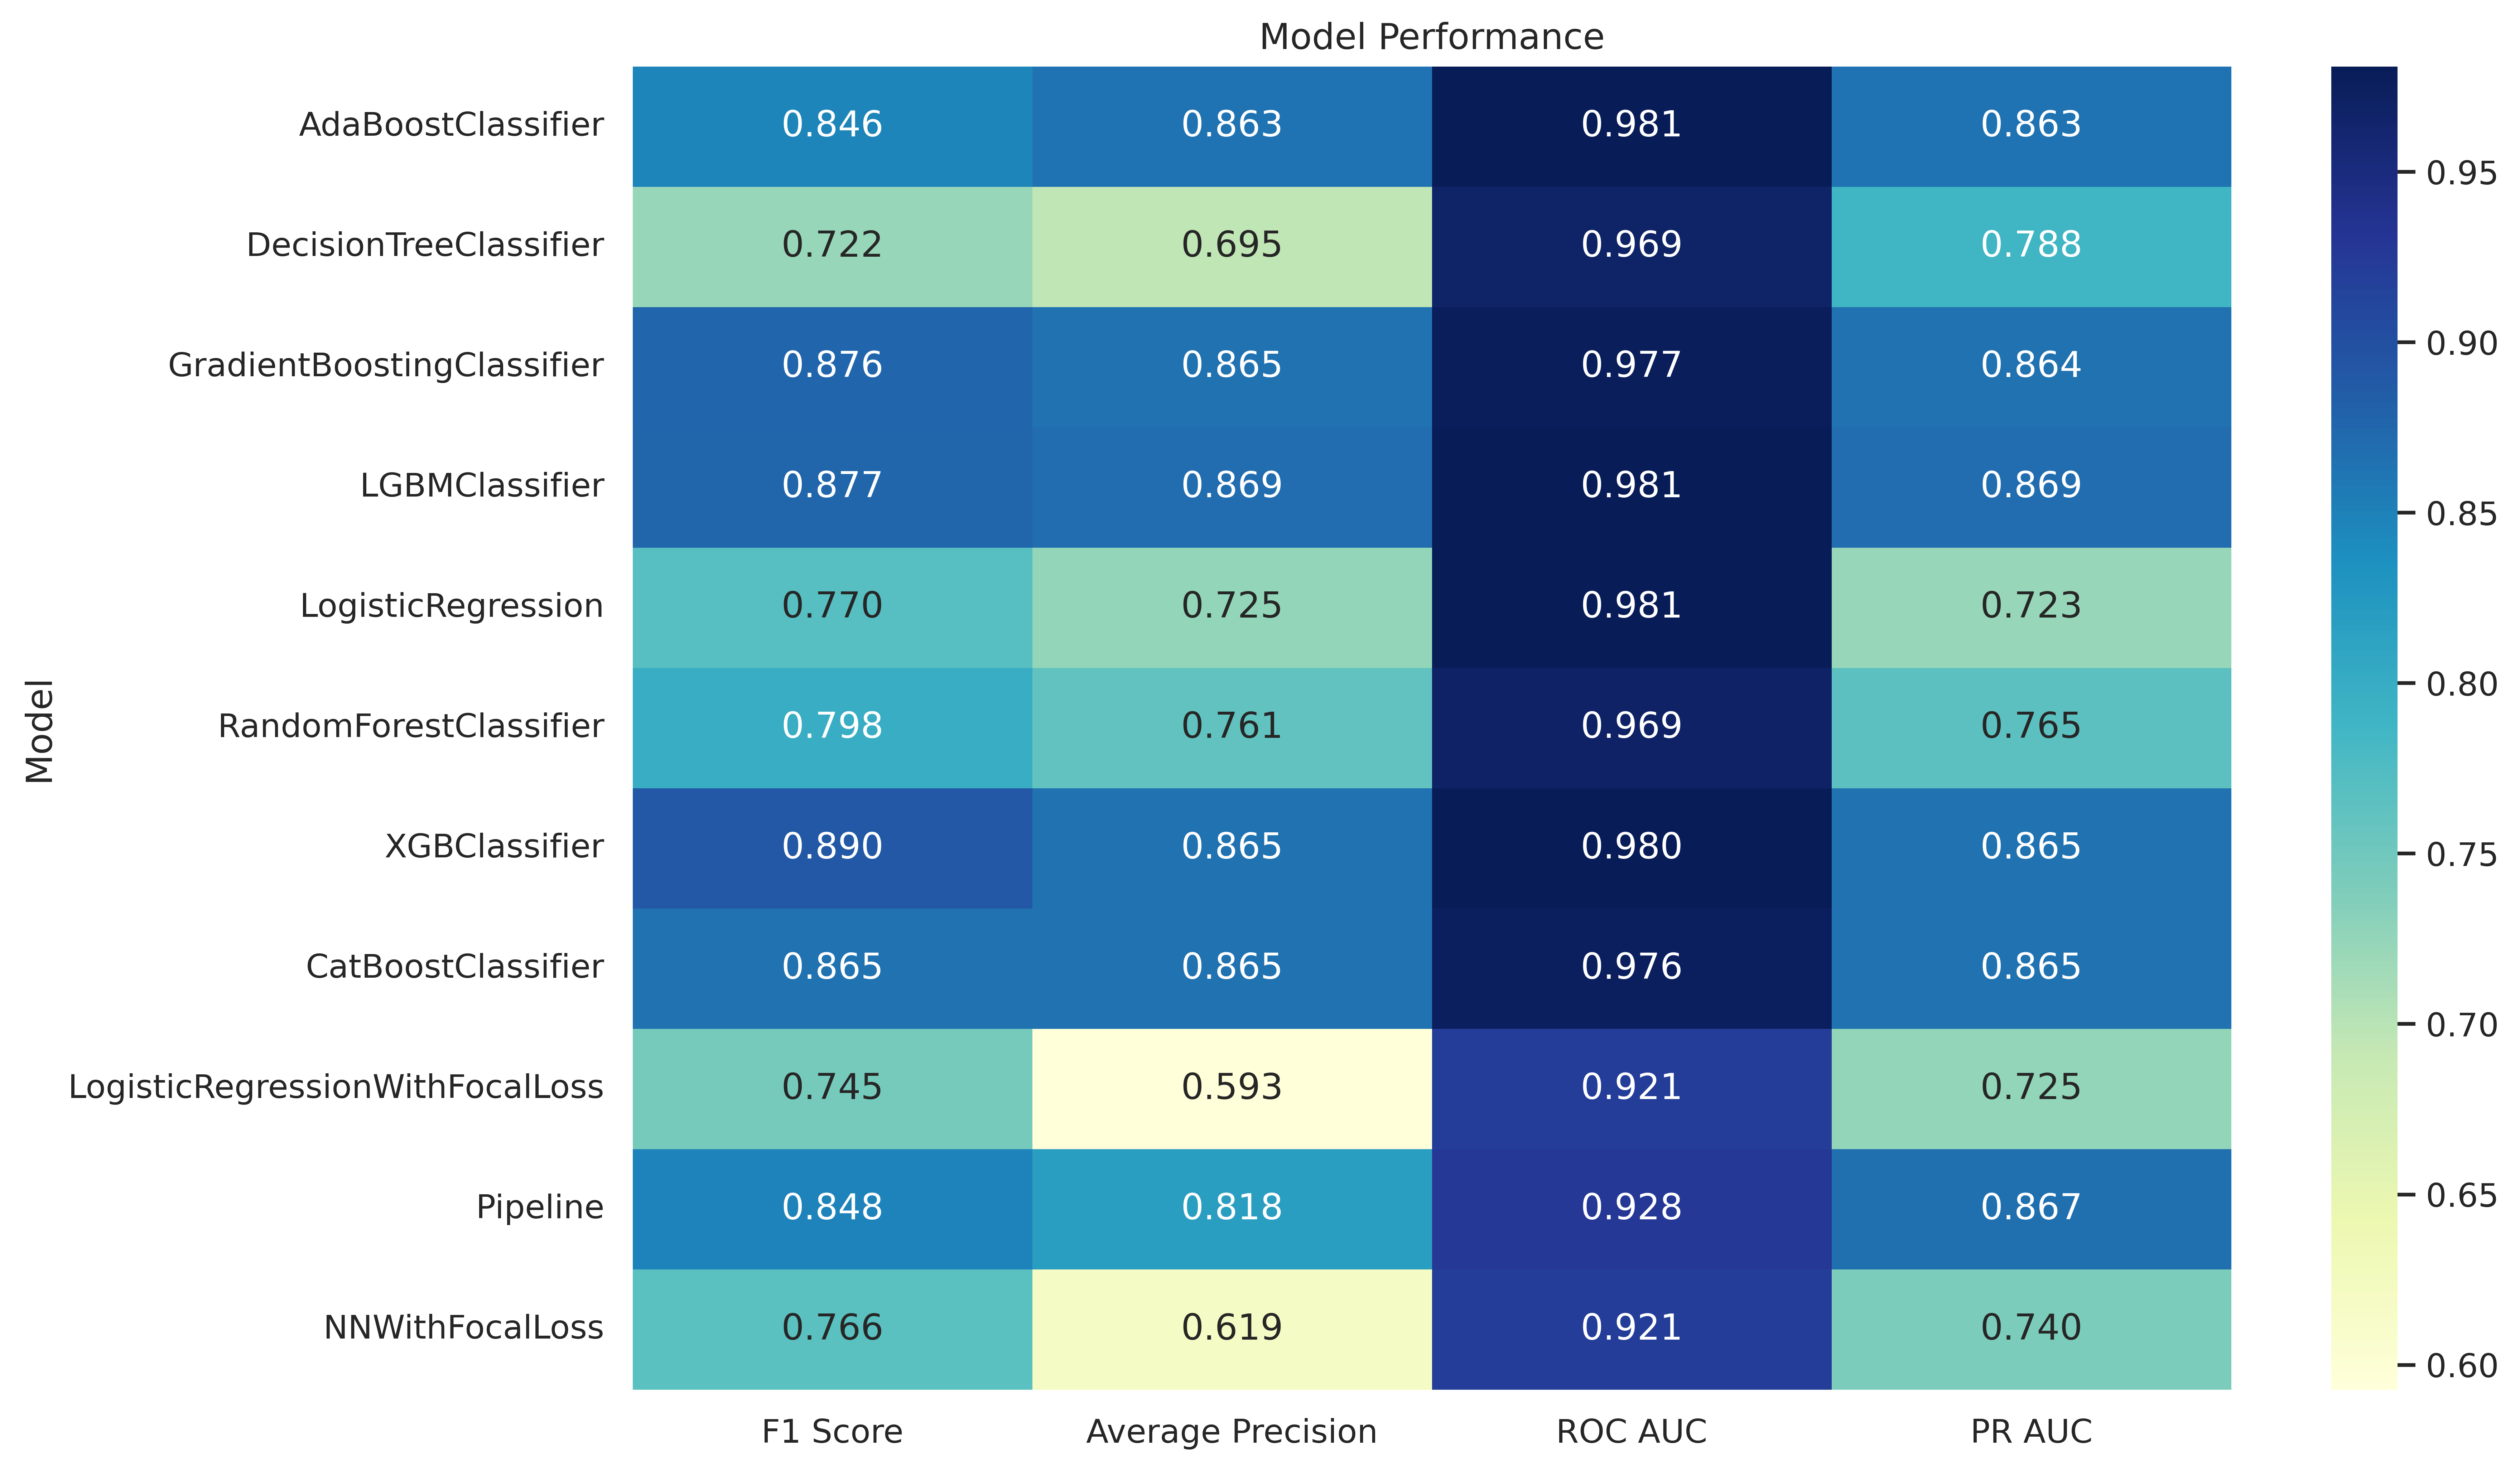 Model Performance
AdaBoostClassifier 0.846 0.863 0.981 0.863
DecisionTreeClassifier 0.722 0.695 0.969 0.788
GradientBoostingClassifier 0.876 0.865 0.977 0.864
LGBMClassifier 0.877 0.869 0.981 0.869
LogisticRegression 0.770 0.725 0.981 0.723
RandomForestClassifier 0.798 0.761 0.969 0.765
XGBClassifier 0.890 0.865 0.980 0.865
CatBoostClassifier 0.865 0.865 0.976 0.865
LogisticRegressionWithFocalLoss 0.745 0.593 0.921 0.725
Pipeline 0.848 0.818 0.928 0.867
NNWithFocalLoss 0.766 0.619 0.921 0.740
F1 Score Average Precision ROC AUC PR AUC
Model
0.95
0.90
0.85
0.80
0.75
0.70
0.65
0.60